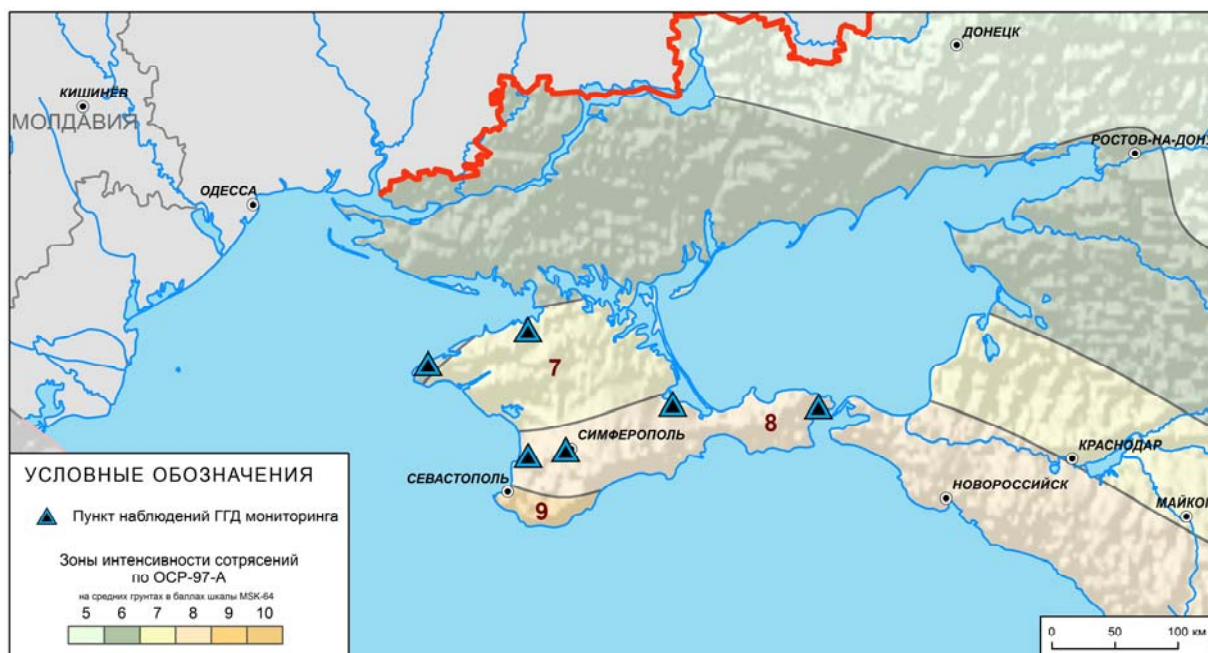 ДОНЕЦК
КИШИНЕВ
МОЛДАВИЯ
РОСТОВ-НА-ДОНУ
ОДЕССА
7
8
СИМФЕРОПОЛЬ
КРАСНОДАР
СЕВАСТОПОЛЬ
НОВОРОССИЙСК
9
МАЙКОП
УСЛОВНЫЕ ОБОЗНАЧЕНИЯ
Пункт наблюдений ГГД мониторинга
Зоны интенсивности сотрясений
по ОСР-97-А
на средних грунтах в баллах шкалы MSK-64
5 6 7 8 9 10
0 50 100 км